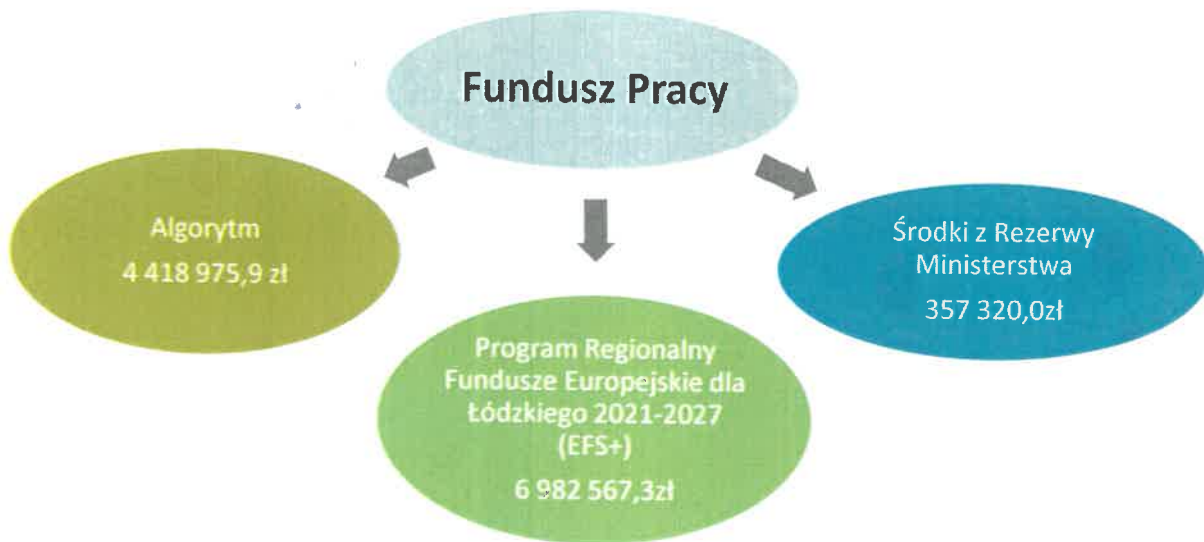 Fundusz Pracy
Algorytm
4 418 975,9 zł
Środki z Rezerwy
Ministerstwa
357 320,0zł
Program Regionalny
Fundusze Europejskie dla
Łódzkiego 2021-2027
(EFS+)
6 982 567,3zł